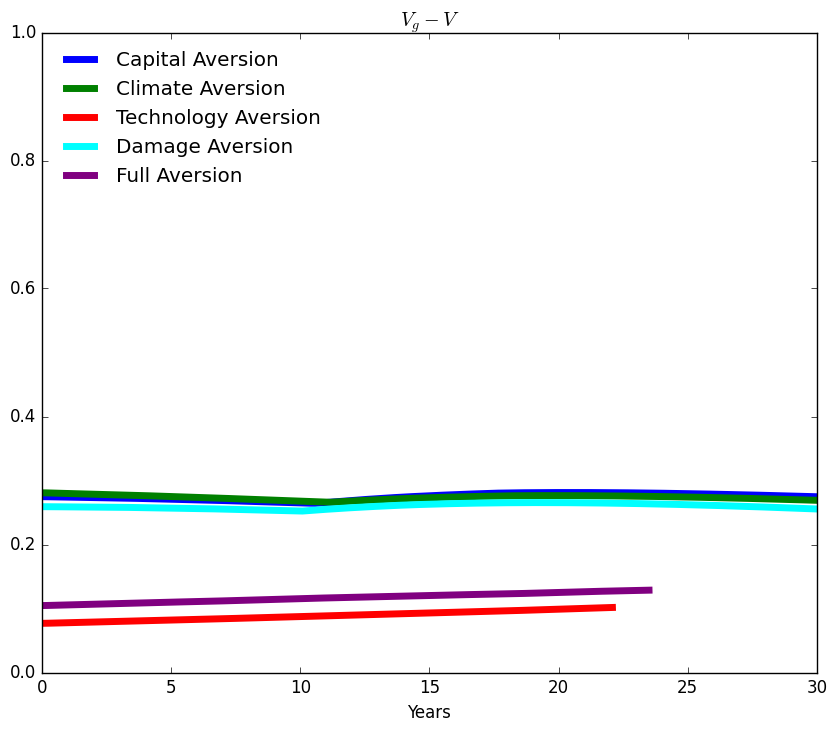 V_g − V
1.0
Capital Aversion
Climate Aversion
Technology Aversion
Damage Aversion
Full Aversion
0.8
0.6
0.4
0.2
0.0
0 5 10 15 20 25 30
Years